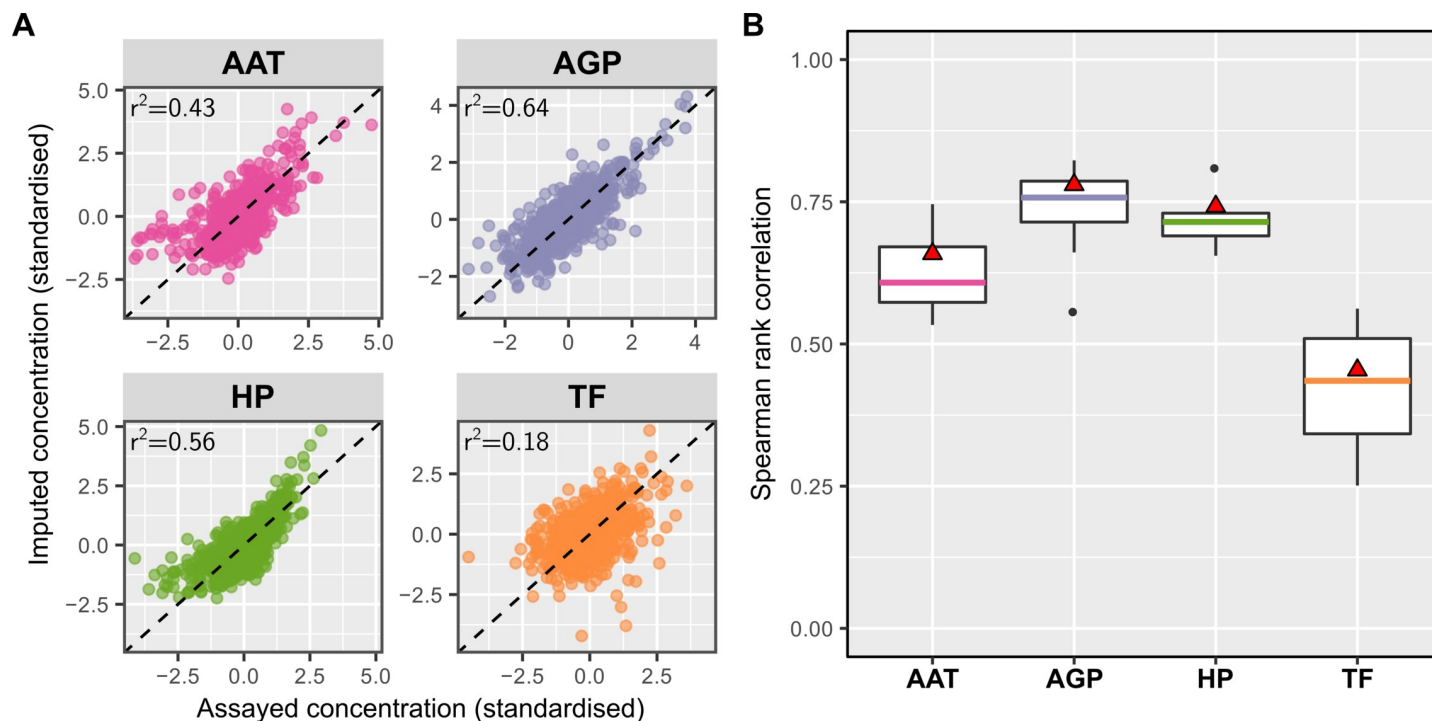 A
AAT
r²=0.43
5.0
2.5
0.0
−2.5
−2.5 0.0 2.5 5.0
AGP
r²=0.64
4
2
0
−2
−2 0 2 4
HP
r²=0.56
5.0
2.5
0.0
−2.5
−2.5 0.0 2.5 5.0
TF
r²=0.18
2.5
0.0
−2.5
−2.5 0.0 2.5
Imputed concentration (standardised)
Assayed concentration (standardised)
B
Spearman rank correlation
1.00
0.75
0.50
0.25
0.00
AAT AGP HP TF